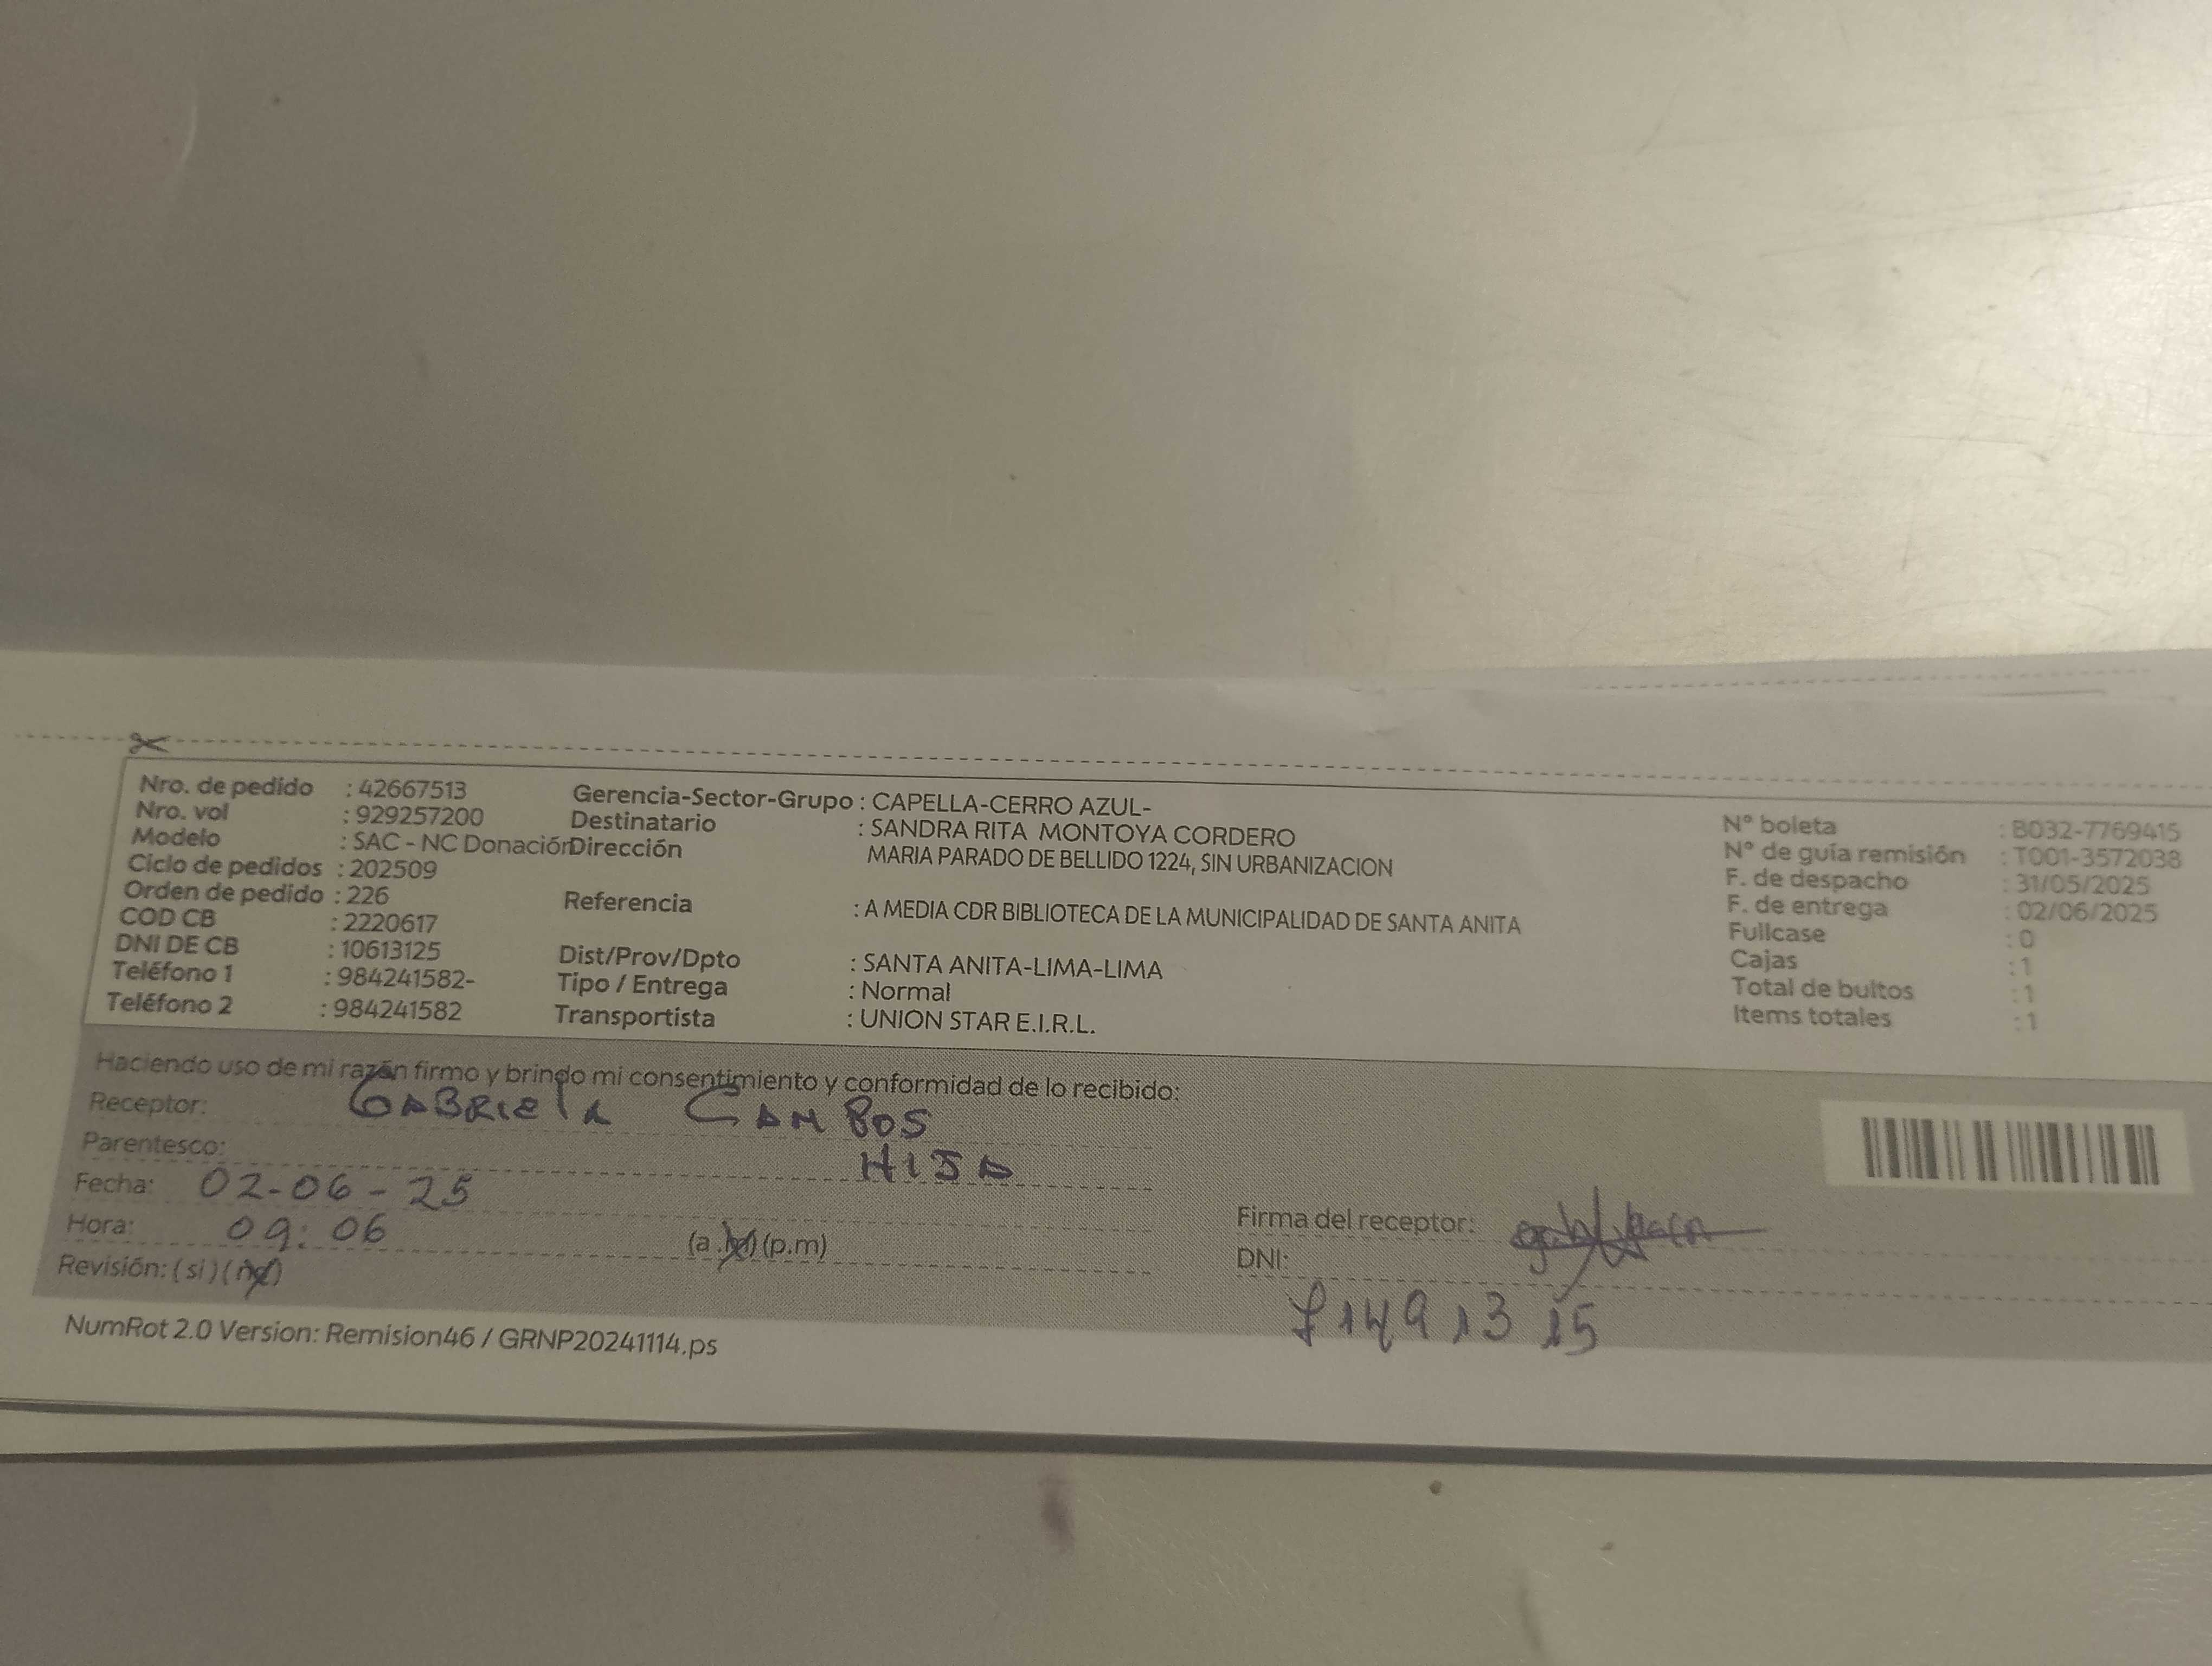 Nro. de pedido : 42667513
Nro. vol : 929257200
Modelo : SAC - NC Donación
Ciclo de pedidos : 202509
Orden de pedido : 226
COD CB : 2220617
DNI DE CB : 10613125
Teléfono 1 : 984241582-
Teléfono 2 : 984241582
Gerencia-Sector-Grupo : CAPELLA-CERRO AZUL-
Destinatario : SANDRA RITA MONTOYA CORDERO
Dirección MARIA PARADO DE BELLIDO 1224, SIN URBANIZACION
Referencia : A MEDIA CDR BIBLIOTECA DE LA MUNICIPALIDAD DE SANTA ANITA
Dist/Prov/Dpto : SANTA ANITA-LIMA-LIMA
Tipo / Entrega : Normal
Transportista : UNION STAR E.I.R.L.
N° boleta : B032-7769415
N° de guía remisión : T001-3572038
F. de despacho : 31/05/2025
F. de entrega : 02/06/2025
Fullcase : 0
Cajas : 1
Total de bultos : 1
Items totales : 1
Haciendo uso de mi razón firmo y brindo mi consentimiento y conformidad de lo recibido:
Receptor: GABRIELA CAMPOS
Parentesco: HIJA
Fecha: 02-06-25
Hora: 09:06 (a.m) (p.m)
Revisión: (si) (no)
Firma del receptor:
DNI:
71491315
NumRot 2.0 Version: Remision46 / GRNP20241114.ps